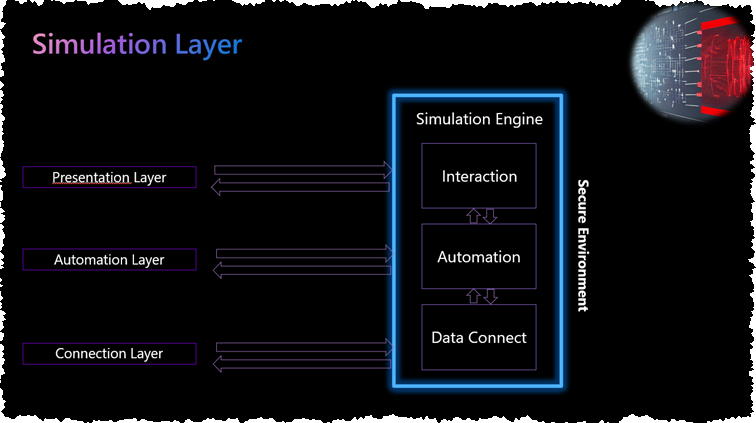 Simulation Layer
Simulation Engine
Presentation Layer
Interaction
Automation Layer
Automation
Connection Layer
Data Connect
Secure Environment